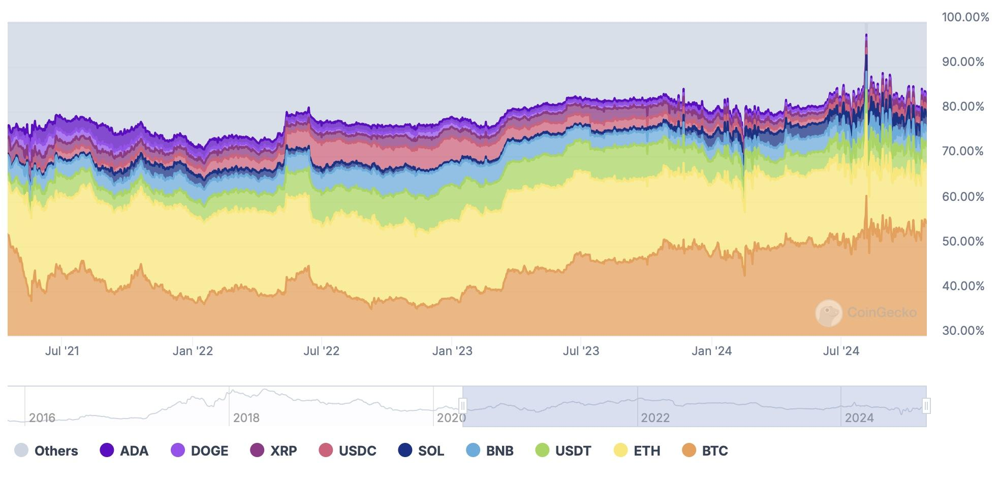 100.00%
90.00%
80.00%
70.00%
60.00%
50.00%
40.00%
30.00%
CoinGecko
Jul '21 Jan '22 Jul '22 Jan '23 Jul '23 Jan '24 Jul '24
2016 2018 2020 2022 2024
Others ADA DOGE XRP USDC SOL BNB USDT ETH BTC